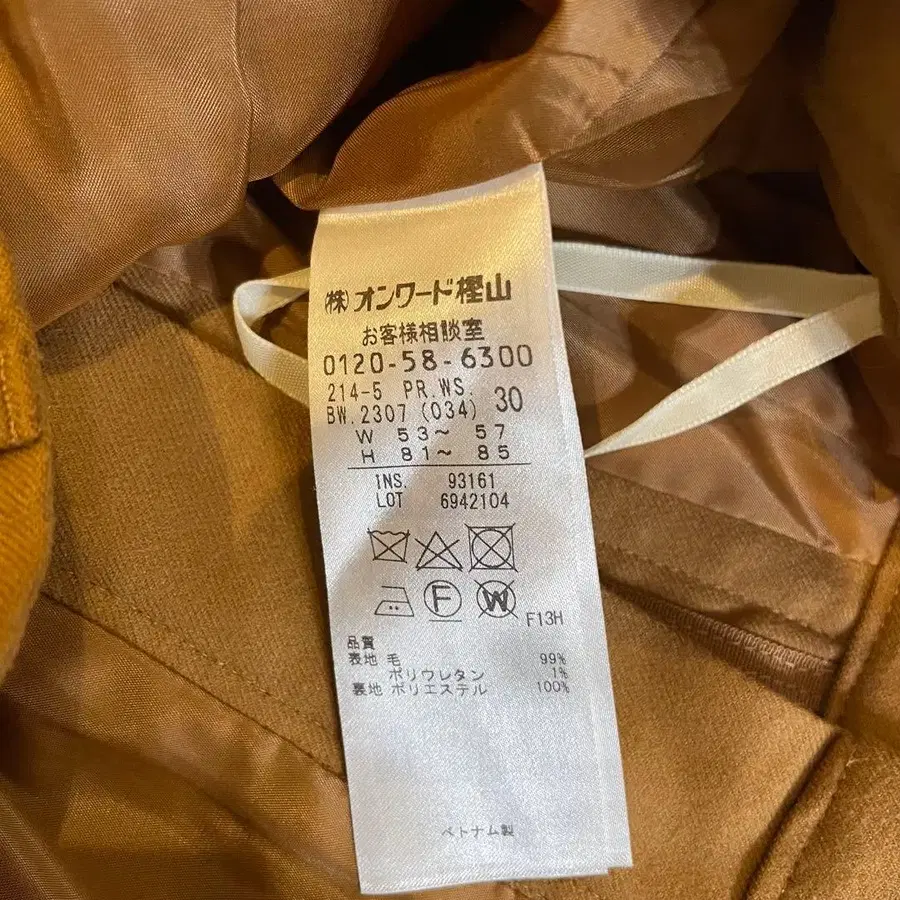 (株)オンワード樫山
お客様相談室
0120-58-6300
214-5 PR.WS.
BW.2307 (034) 30
W 53～ 57
H 81～ 85
INS. 93161
LOT 6942104
F
W
F13H
品質
表地 毛 99%
ポリウレタン 1%
裏地 ポリエステル 100%
ベトナム製